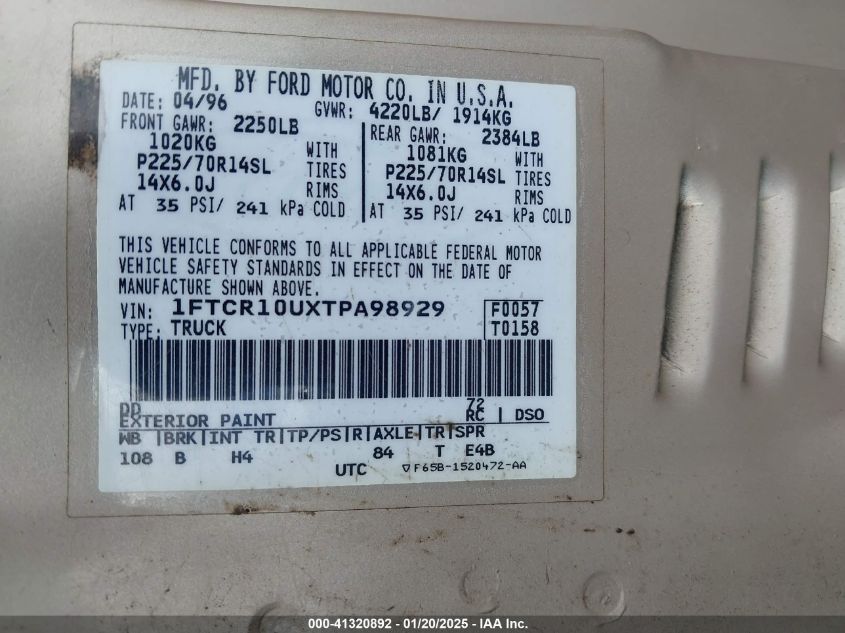 MFD. BY FORD MOTOR CO. IN U.S.A.
DATE: 04/96 GVWR: 4220LB/ 1914KG
FRONT GAWR: 2250LB REAR GAWR: 2384LB
1020KG WITH 1081KG WITH
P225/70R14SL TIRES P225/70R14SL TIRES
14X6.0J RIMS 14X6.0J RIMS
AT 35 PSI/ 241 kPa COLD AT 35 PSI/ 241 kPa COLD
THIS VEHICLE CONFORMS TO ALL APPLICABLE FEDERAL MOTOR
VEHICLE SAFETY STANDARDS IN EFFECT ON THE DATE OF
MANUFACTURE SHOWN ABOVE.
VIN: 1FTCR10UXTPA98929 F0057
TYPE: TRUCK T0158
DD 72
EXTERIOR PAINT RC | DSO
WB |BRK|INT TR|TP/PS|R|AXLE|TR|SPR
108 B H4 84 T E4B
UTC ▽F65B-1520472-AA
000-41320892 - 01/20/2025 - IAA Inc.